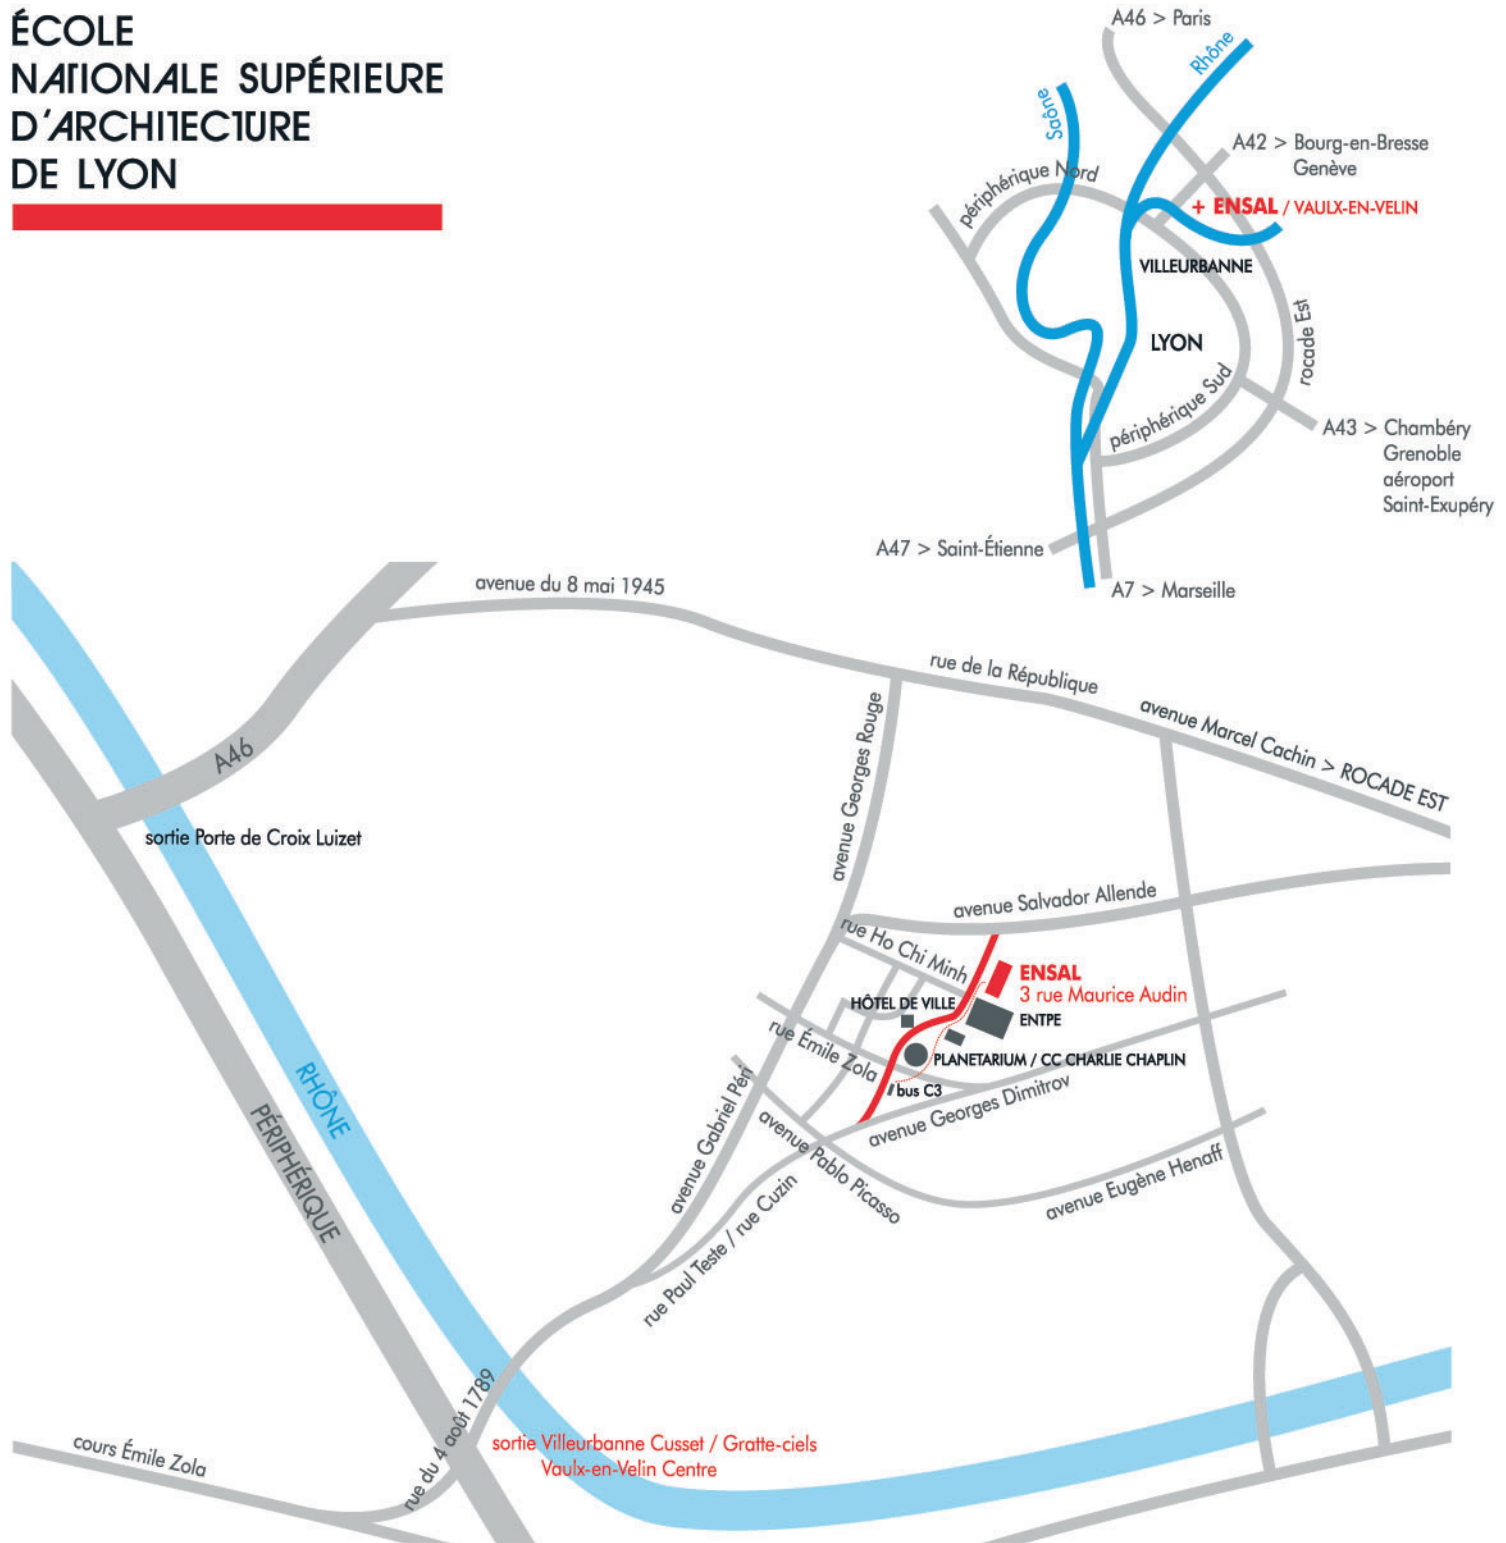 ÉCOLE
NATIONALE SUPÉRIEURE
D'ARCHITECTURE
DE LYON
A46 > Paris
Rhône
Saône
A42 > Bourg-en-Bresse
Genève
périphérique Nord
+ ENSAL / VAULX-EN-VELIN
VILLEURBANNE
LYON
rocade Est
périphérique Sud
A43 > Chambéry
Grenoble
aéroport
Saint-Exupéry
A47 > Saint-Étienne
A7 > Marseille
avenue du 8 mai 1945
rue de la République
avenue Marcel Cachin > ROCADE EST
A46
avenue Georges Rouge
sortie Porte de Croix Luizet
avenue Salvador Allende
rue Ho Chi Minh
ENSAL
3 rue Maurice Audin
HÔTEL DE VILLE
ENTPE
rue Émile Zola
PLANETARIUM / CC CHARLIE CHAPLIN
bus C3
avenue Georges Dimitrov
RHÔNE
PÉRIPHÉRIQUE
avenue Gabriel Péri
avenue Pablo Picasso
avenue Eugène Henaff
rue Paul Teste / rue Cuzin
rue du 4 août 1789
cours Émile Zola
sortie Villeurbanne Cusset / Gratte-ciels
Vaulx-en-Velin Centre